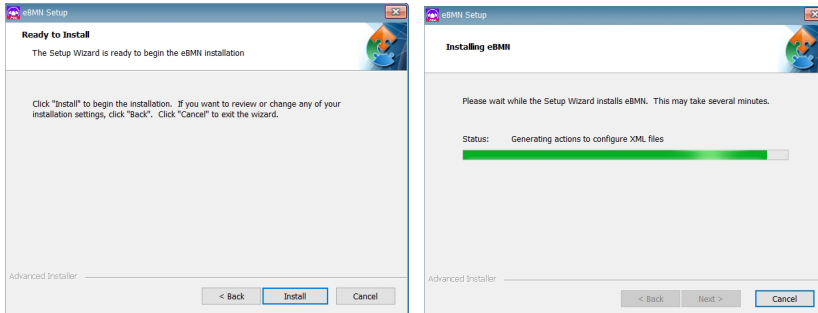 eBMN Setup
Ready to Install
The Setup Wizard is ready to begin the eBMN installation
Click "Install" to begin the installation. If you want to review or change any of your
installation settings, click "Back". Click "Cancel" to exit the wizard.
Advanced Installer
< Back
Install
Cancel
eBMN Setup
Installing eBMN
Please wait while the Setup Wizard installs eBMN. This may take several minutes.
Status: Generating actions to configure XML files
Advanced Installer
< Back
Next >
Cancel